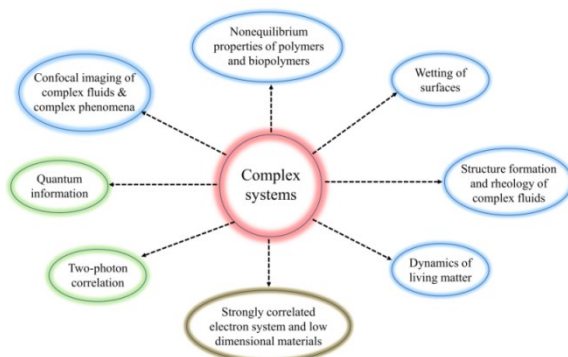 Nonequilibrium
properties of polymers
and biopolymers
Confocal imaging of
complex fluids &
complex phenomena
Wetting of
surfaces
Complex
systems
Quantum
information
Structure formation
and rheology of
complex fluids
Two-photon
correlation
Dynamics of
living matter
Strongly correlated
electron system and low
dimensional materials